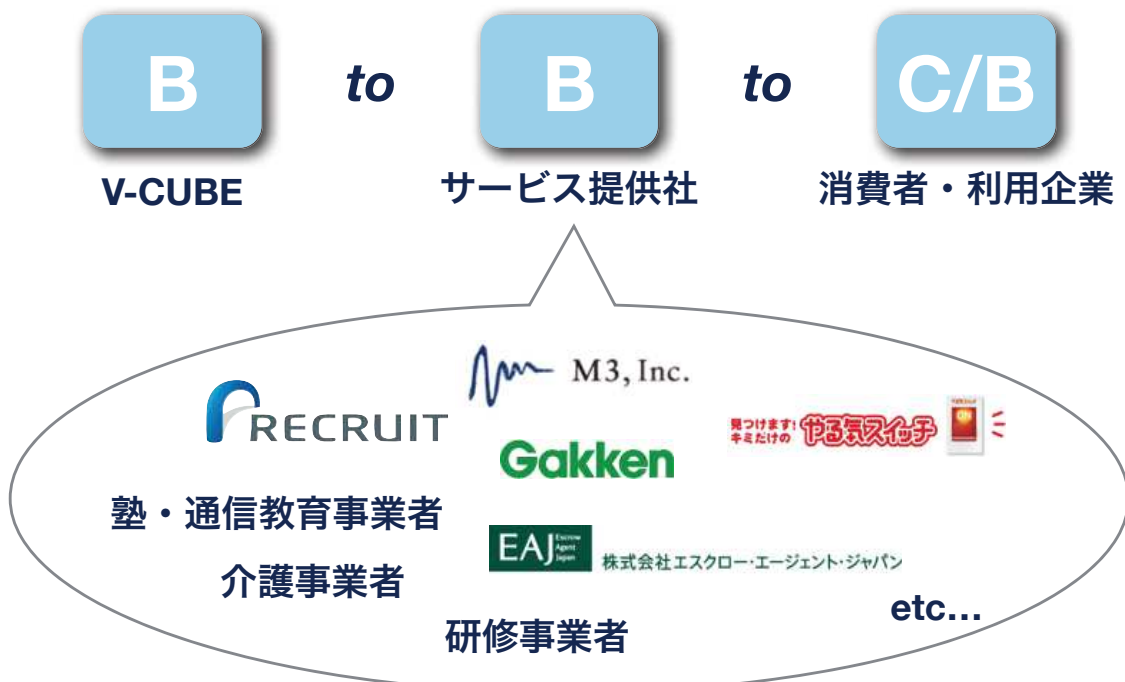 B to B to C/B
V-CUBE サービス提供社 消費者・利用企業
M3, Inc.
RECRUIT
見つけます!
キミだけの やる気スイッチ
Gakken
塾・通信教育事業者
EAJ Escrow Agent Japan 株式会社エスクロー・エージェント・ジャパン
介護事業者
etc...
研修事業者